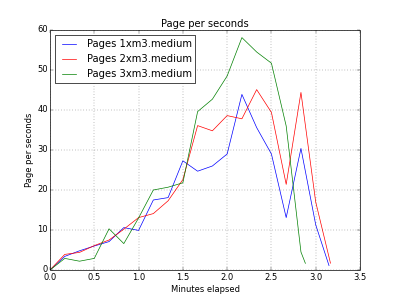 Page per seconds
Pages 1xm3.medium
Pages 2xm3.medium
Pages 3xm3.medium
Page per seconds
60
50
40
30
20
10
0
0.0 0.5 1.0 1.5 2.0 2.5 3.0 3.5
Minutes elapsed